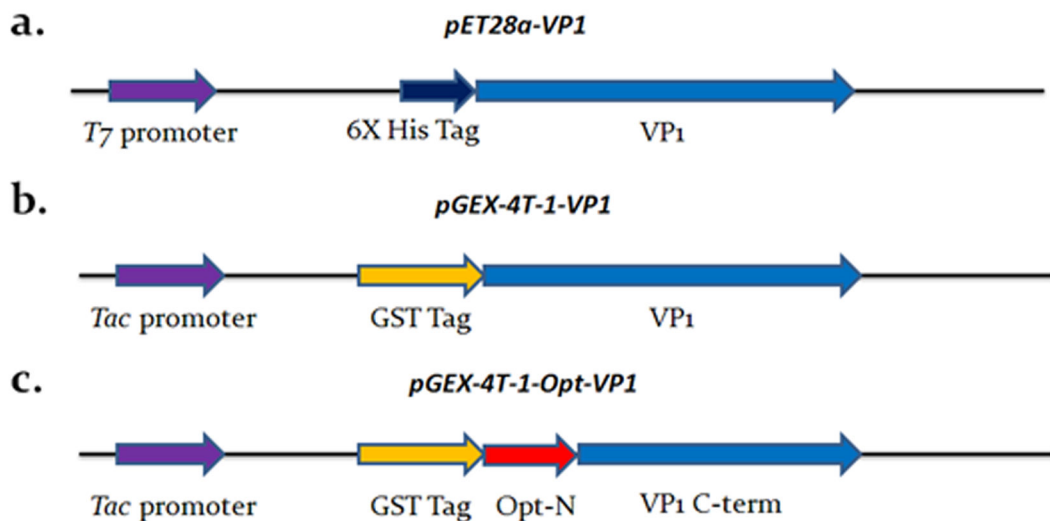 a. pET28a-VP1
T7 promoter 6X His Tag VP1
b. pGEX-4T-1-VP1
Tac promoter GST Tag VP1
c. pGEX-4T-1-Opt-VP1
Tac promoter GST Tag Opt-N VP1 C-term